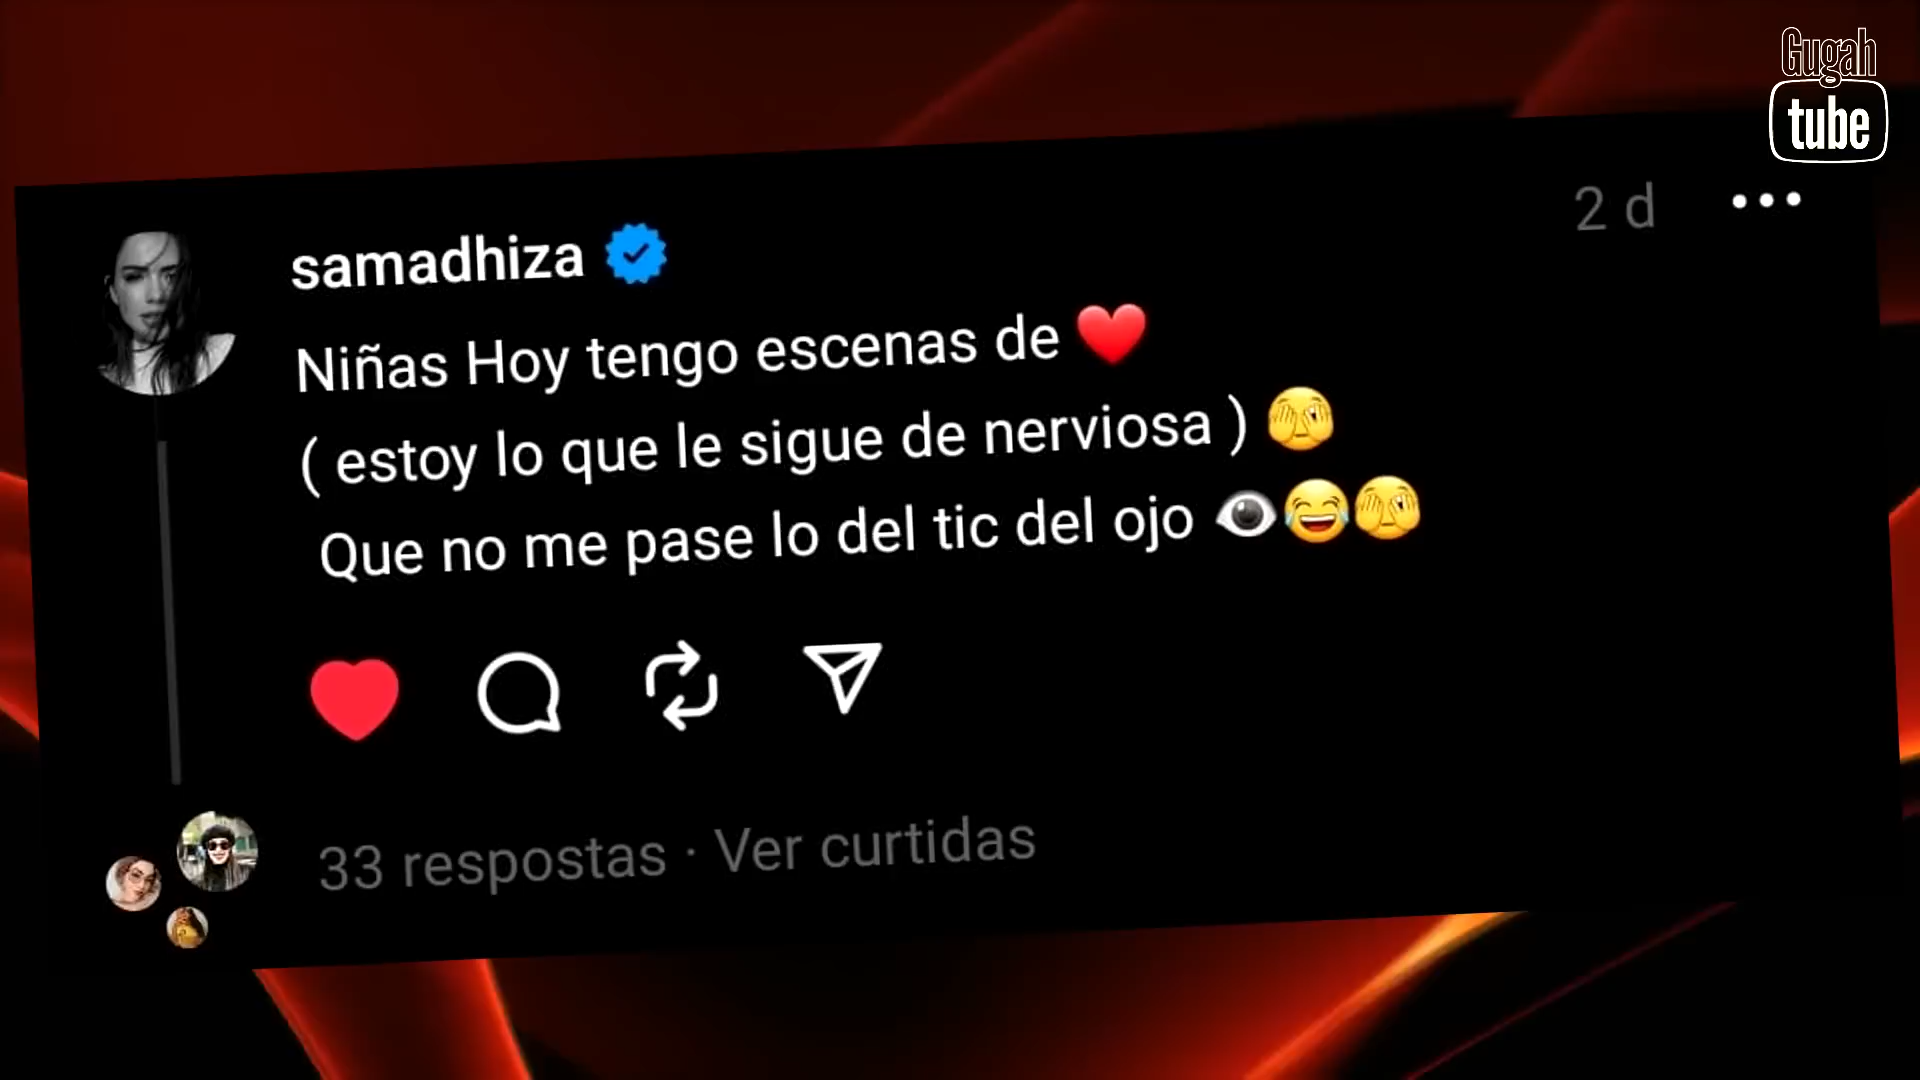 Gugah
tube
samadhiza
2 d
Niñas Hoy tengo escenas de ❤️
( estoy lo que le sigue de nerviosa ) 🫣
Que no me pase lo del tic del ojo 👁️😂🫣
33 respostas · Ver curtidas